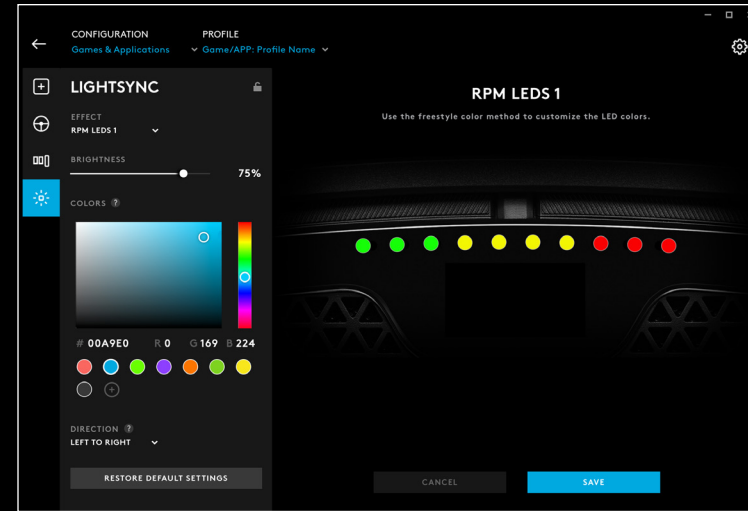 CONFIGURATION
PROFILE
Games & Applications
Game/APP: Profile Name
LIGHTSYNC
EFFECT
RPM LEDS 1
BRIGHTNESS
75%
COLORS ?
# 00A9E0 R 0 G 169 B 224
DIRECTION ?
LEFT TO RIGHT
RESTORE DEFAULT SETTINGS
RPM LEDS 1
Use the freestyle color method to customize the LED colors.
CANCEL
SAVE